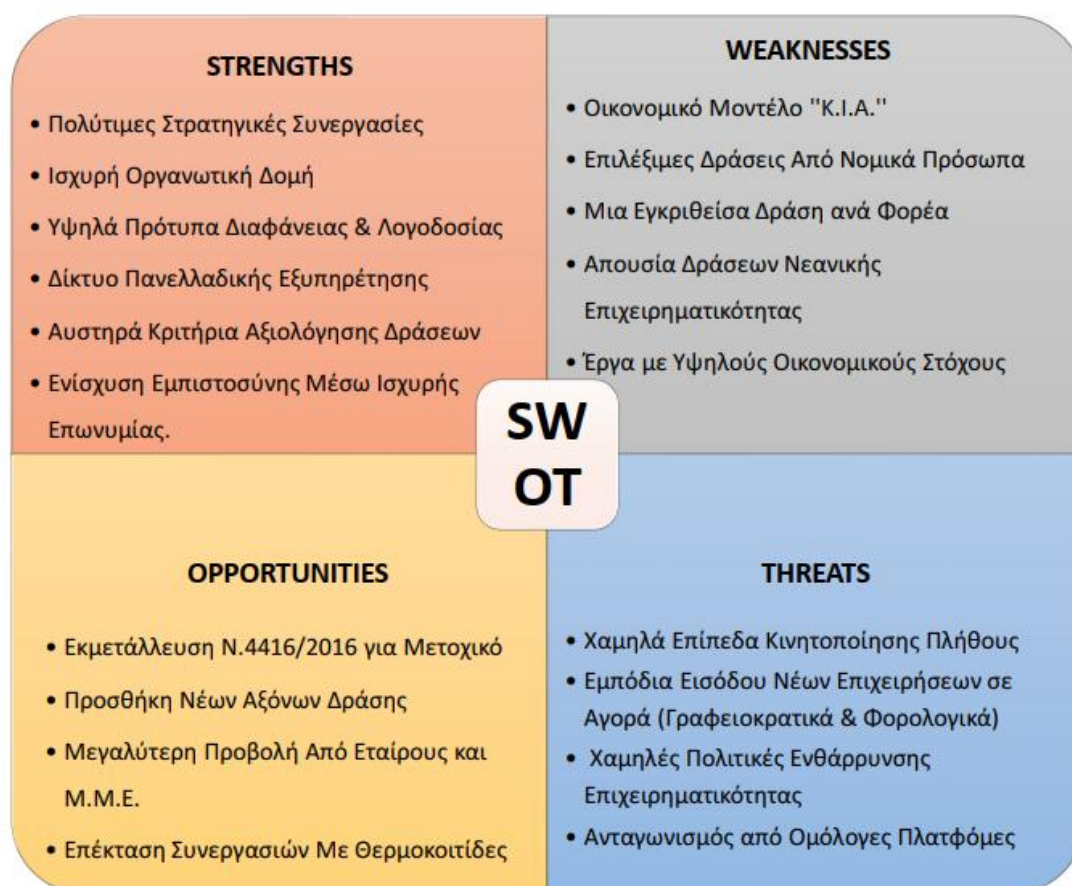 STRENGTHS
• Πολύτιμες Στρατηγικές Συνεργασίες
• Ισχυρή Οργανωτική Δομή
• Υψηλά Πρότυπα Διαφάνειας & Λογοδοσίας
• Δίκτυο Πανελλαδικής Εξυπηρέτησης
• Αυστηρά Κριτήρια Αξιολόγησης Δράσεων
• Ενίσχυση Εμπιστοσύνης Μέσω Ισχυρής
Επωνυμίας.
WEAKNESSES
• Οικονομικό Μοντέλο "Κ.Ι.Α."
• Επιλέξιμες Δράσεις Από Νομικά Πρόσωπα
• Μια Εγκριθείσα Δράση ανά Φορέα
• Απουσία Δράσεων Νεανικής
Επιχειρηματικότητας
• Έργα με Υψηλούς Οικονομικούς Στόχους
SW
OT
OPPORTUNITIES
• Εκμετάλλευση Ν.4416/2016 για Μετοχικό
• Προσθήκη Νέων Αξόνων Δράσης
• Μεγαλύτερη Προβολή Από Εταίρους και
Μ.Μ.Ε.
• Επέκταση Συνεργασιών Με Θερμοκοιτίδες
THREATS
• Χαμηλά Επίπεδα Κινητοποίησης Πλήθους
• Εμπόδια Εισόδου Νέων Επιχειρήσεων σε
Αγορά (Γραφειοκρατικά & Φορολογικά)
• Χαμηλές Πολιτικές Ενθάρρυνσης
Επιχειρηματικότητας
• Ανταγωνισμός από Ομόλογες Πλατφόμες